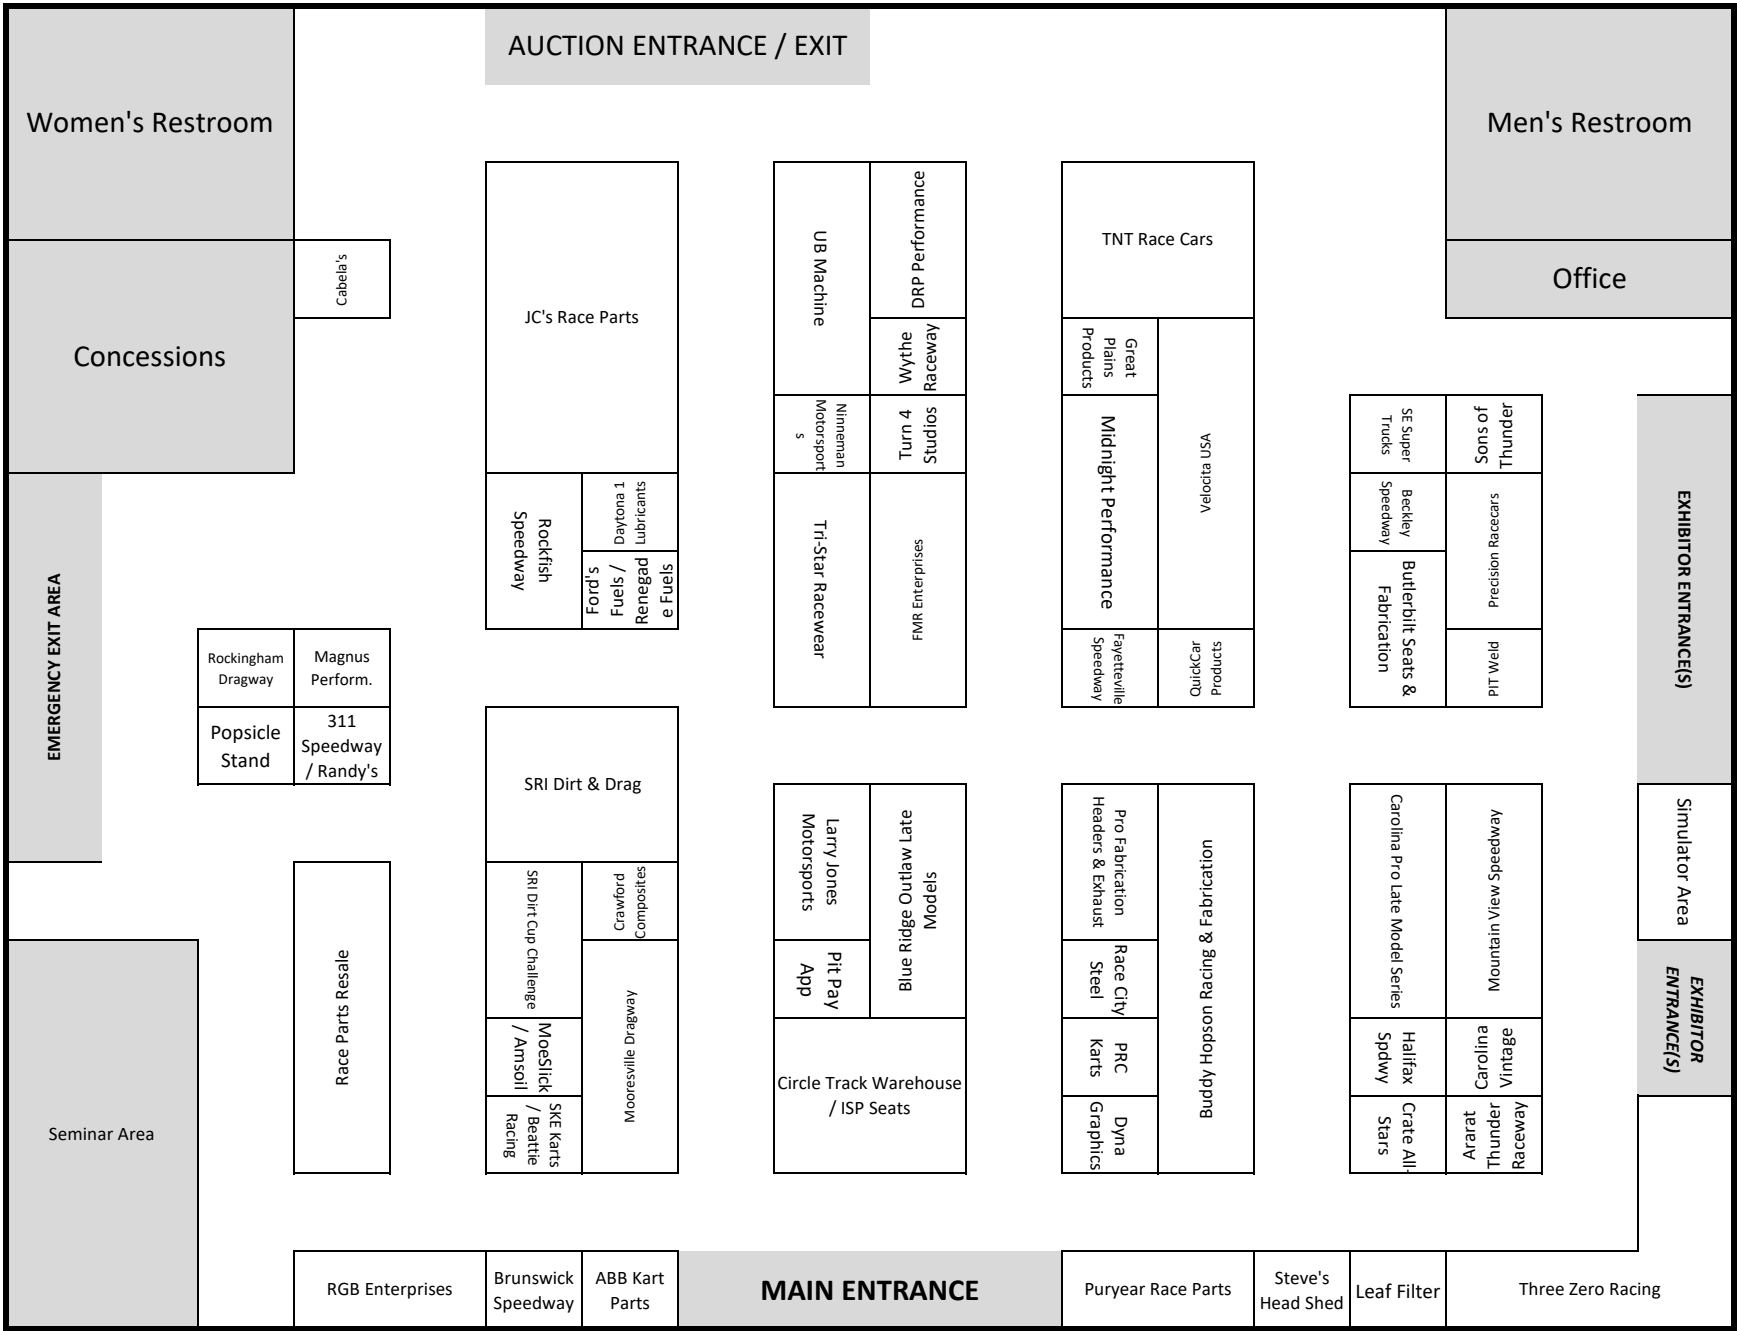 AUCTION ENTRANCE / EXIT
Women's Restroom
Men's Restroom
Concessions
Cabela's
Office
JC's Race Parts
UB Machine
DRP Performance
Wythe
Raceway
TNT Race Cars
Great
Plains
Products
Velocita USA
Ninneman
Motorsport
s
Turn 4
Studios
Midnight Performance
SE Super
Trucks
Sons of
Thunder
EXHIBITOR ENTRANCE(S)
EMERGENCY EXIT AREA
Rockfish
Speedway
Daytona 1
Lubricants
Ford's
Fuels /
Renegad
e Fuels
Tri-Star Racewear
FMR Enterprises
Beckley
Speedway
Precision Racecars
Butlerbilt Seats &
Fabrication
PIT Weld
Fayetteville
Speedway
QuickCar
Products
Rockingham
Dragway
Magnus
Perform.
Popsicle
Stand
311
Speedway
/ Randy's
SRI Dirt & Drag
Larry Jones
Motorsports
Blue Ridge Outlaw Late
Models
Pro Fabrication
Headers & Exhaust
Buddy Hopson Racing & Fabrication
Carolina Pro Late Model Series
Mountain View Speedway
Simulator Area
Race Parts Resale
SRI Dirt Cup Challenge
Crawford
Composites
Mooresville Dragway
Pit Pay
App
Race City
Steel
EXHIBITOR
ENTRANCE(S)
Seminar Area
MoeSlick
/ Amsoil
SKE Karts
/ Beattie
Racing
Circle Track Warehouse
/ ISP Seats
PRC
Karts
Dyna
Graphics
Halifax
Spdwy
Carolina
Vintage
Crate All-
Stars
Ararat
Thunder
Raceway
RGB Enterprises
Brunswick
Speedway
ABB Kart
Parts
MAIN ENTRANCE
Puryear Race Parts
Steve's
Head Shed
Leaf Filter
Three Zero Racing